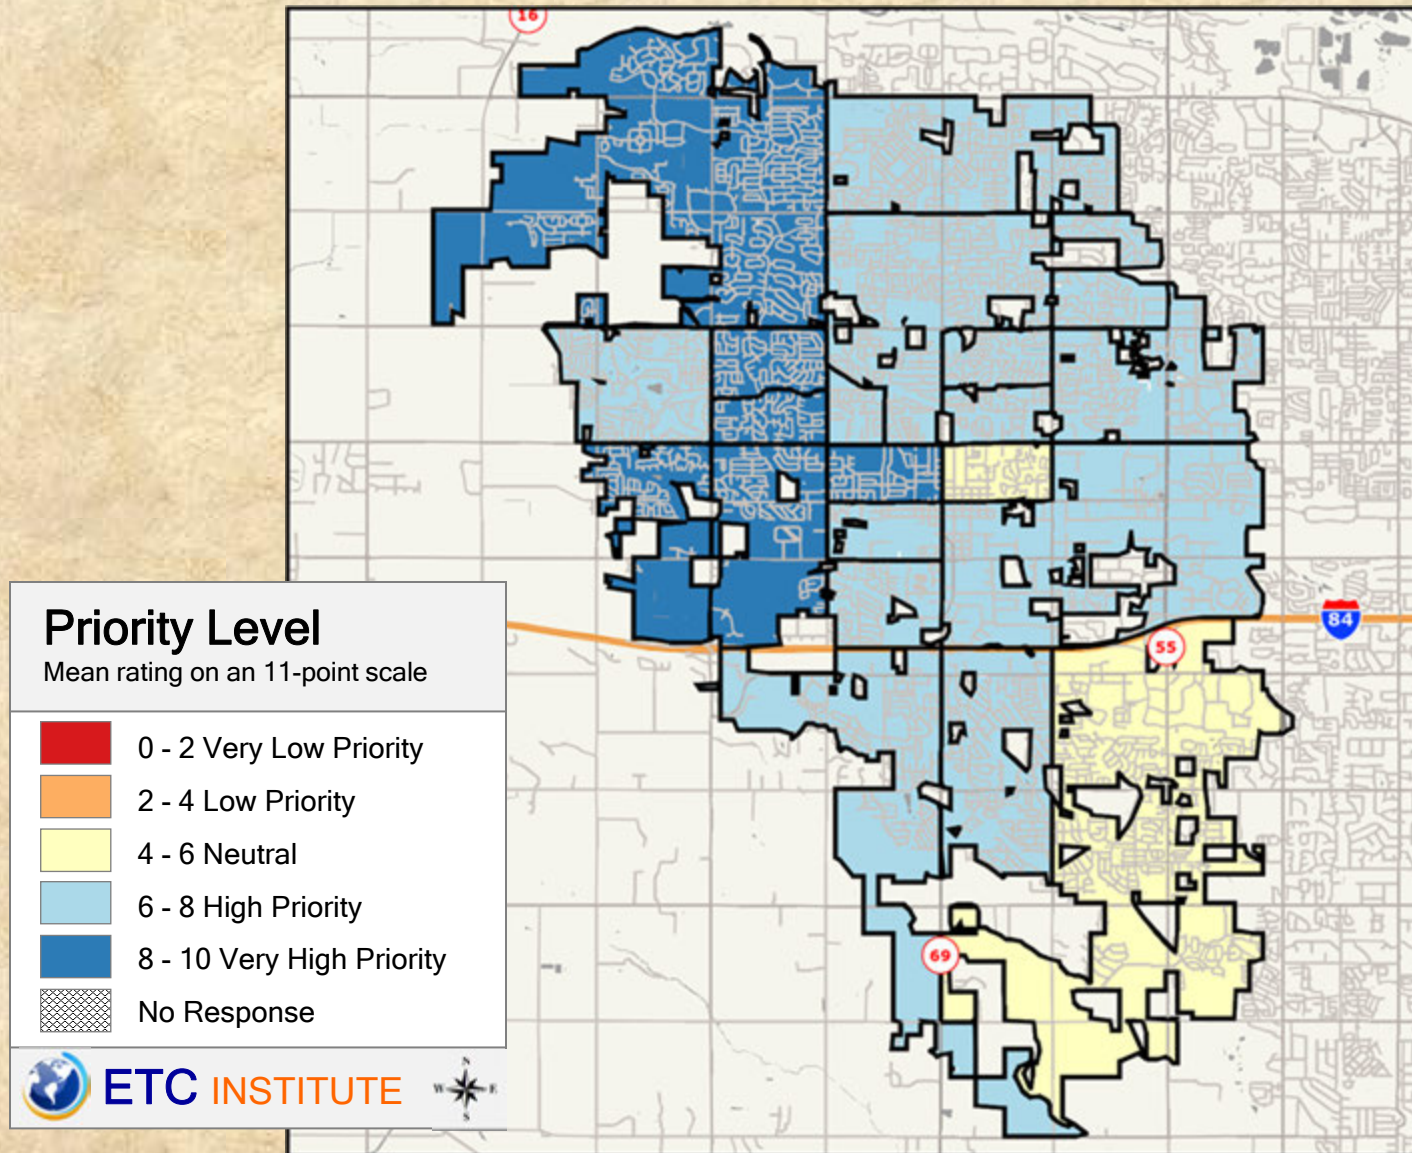 16
84
55
69
Priority Level
Mean rating on an 11-point scale
0 - 2 Very Low Priority
2 - 4 Low Priority
4 - 6 Neutral
6 - 8 High Priority
8 - 10 Very High Priority
No Response
ETC INSTITUTE
N
W E
S